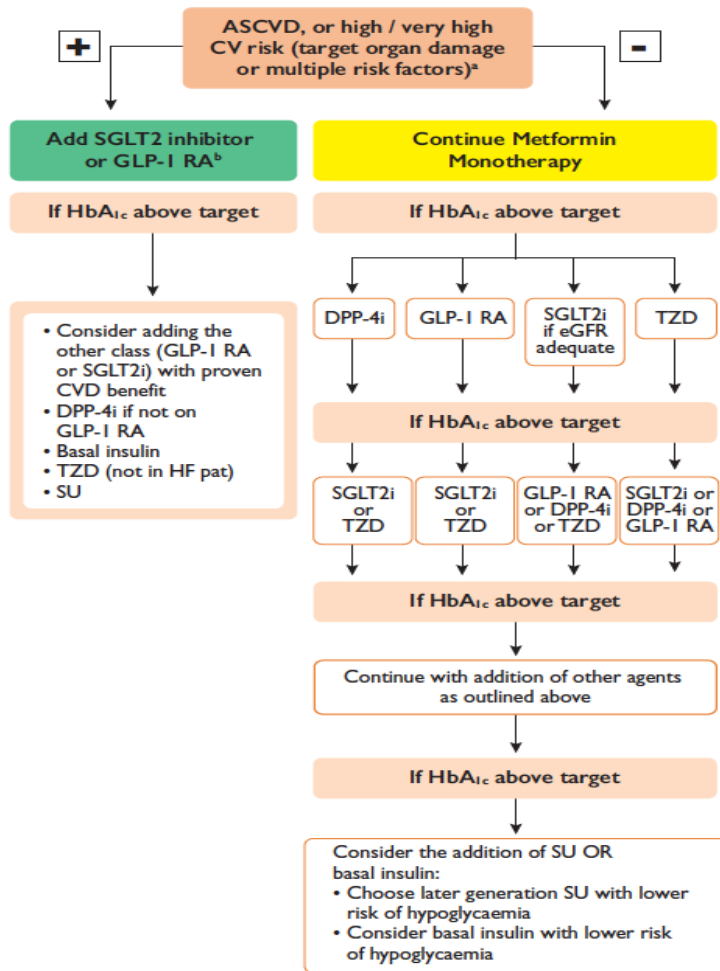 +
ASCVD, or high / very high
CV risk (target organ damage
or multiple risk factors)ᵃ
-
Add SGLT2 inhibitor
or GLP-1 RAᵇ
Continue Metformin
Monotherapy
If HbA₁c above target
If HbA₁c above target
• Consider adding the
other class (GLP-1 RA
or SGLT2i) with proven
CVD benefit
• DPP-4i if not on
GLP-1 RA
• Basal insulin
• TZD (not in HF pat)
• SU
DPP-4i
GLP-1 RA
SGLT2i
if eGFR
adequate
TZD
If HbA₁c above target
SGLT2i
or
TZD
SGLT2i
or
TZD
GLP-1 RA
or DPP-4i
or TZD
SGLT2i or
DPP-4i or
GLP-1 RA
If HbA₁c above target
Continue with addition of other agents
as outlined above
If HbA₁c above target
Consider the addition of SU OR
basal insulin:
• Choose later generation SU with lower
risk of hypoglycaemia
• Consider basal insulin with lower risk
of hypoglycaemia